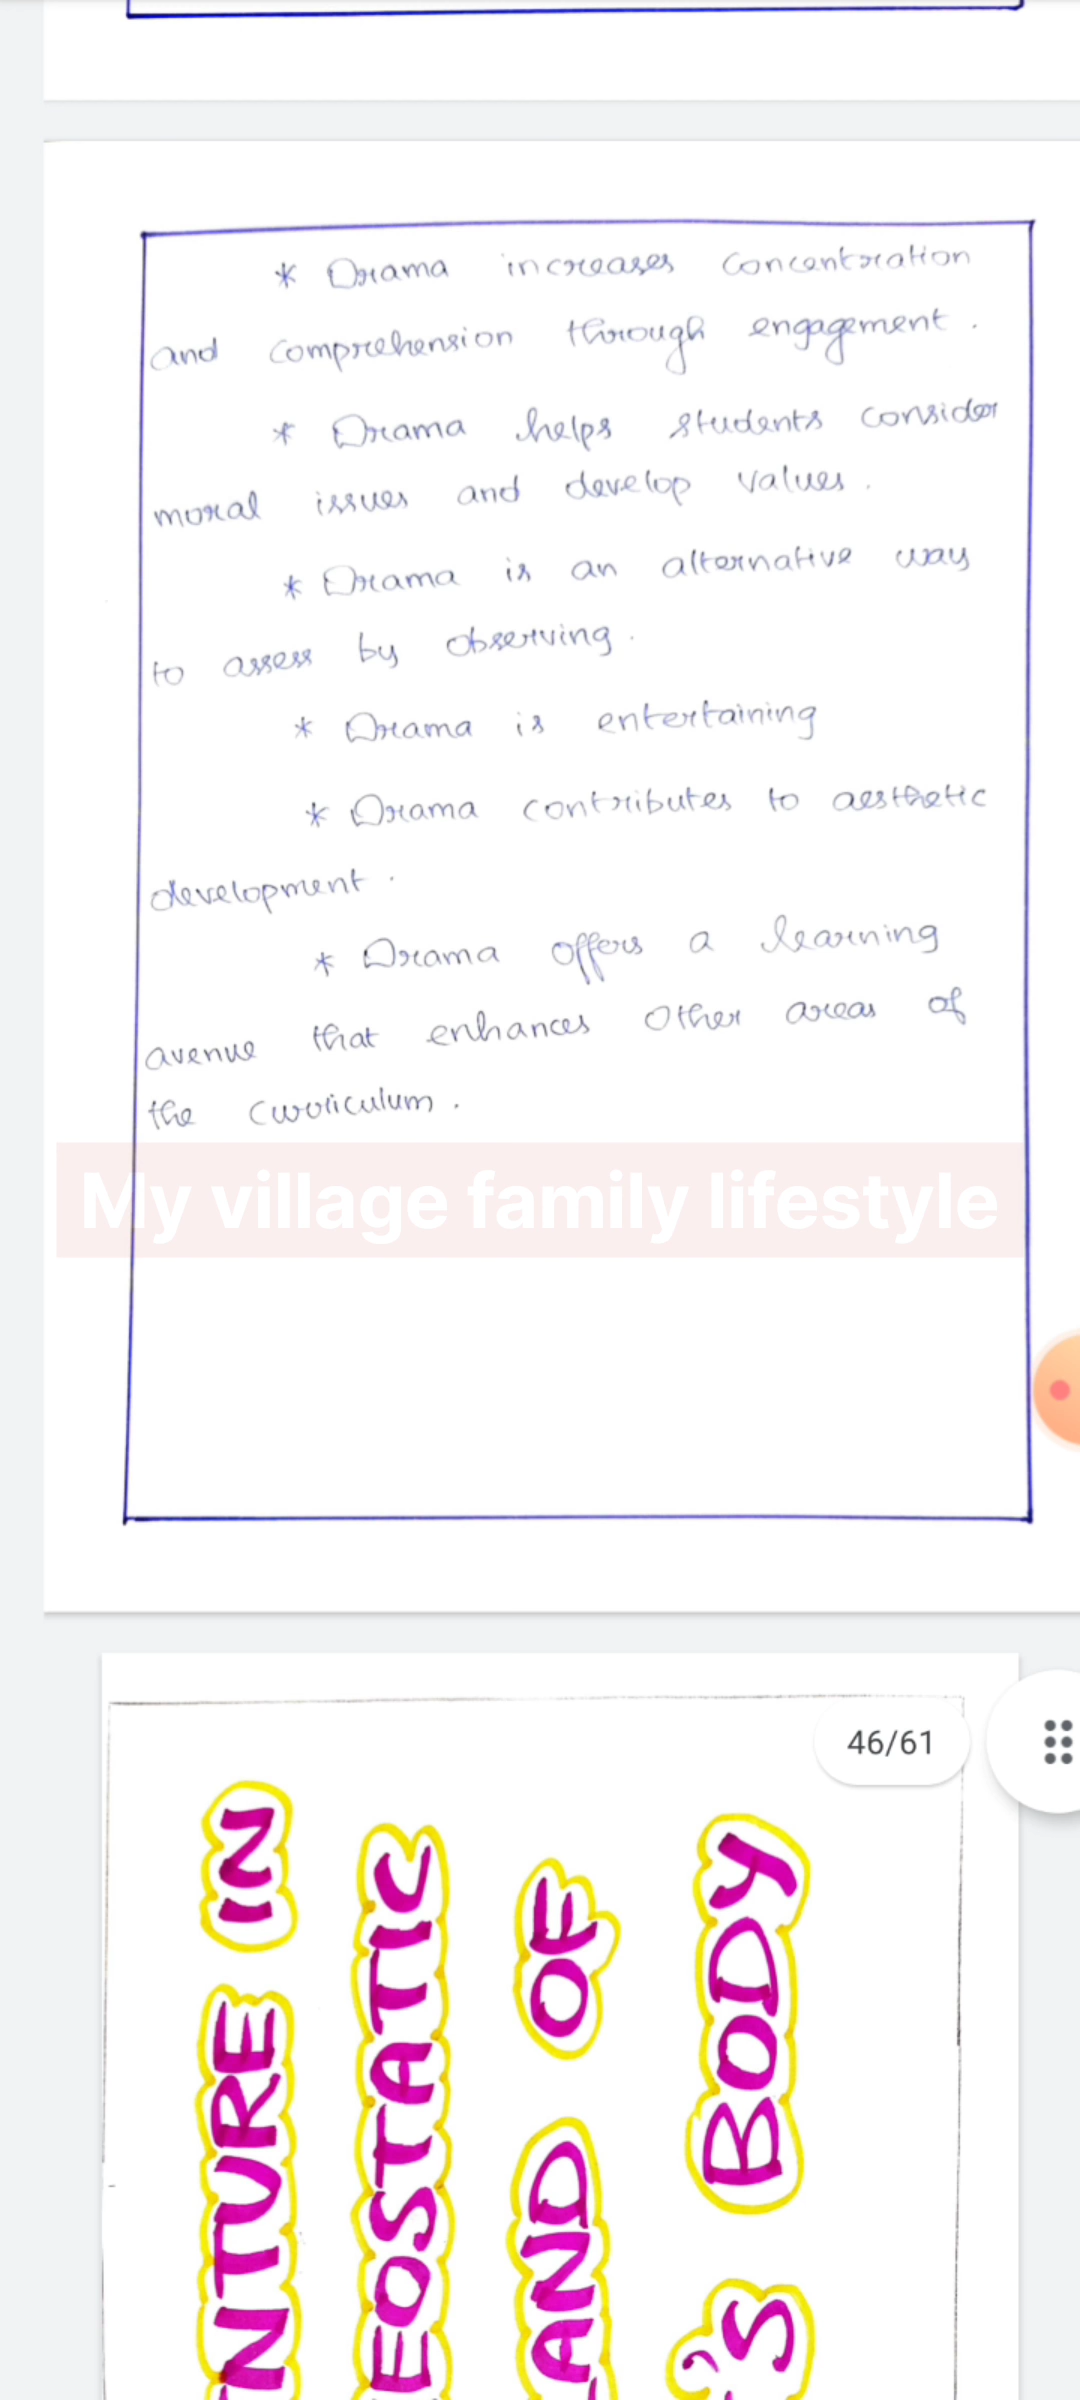 * Drama increases concentration
and comprehension through engagement.
* Drama helps students consider
moral issues and develop values.
* Drama is an alternative way
to assess by observing.
* Drama is entertaining
* Drama contributes to aesthetic
development.
* Drama offers a learning
avenue that enhances other areas of
the curriculum.
My village family lifestyle
46/61
NTURE IN
EOSTATIC
AND OF
'S BODY